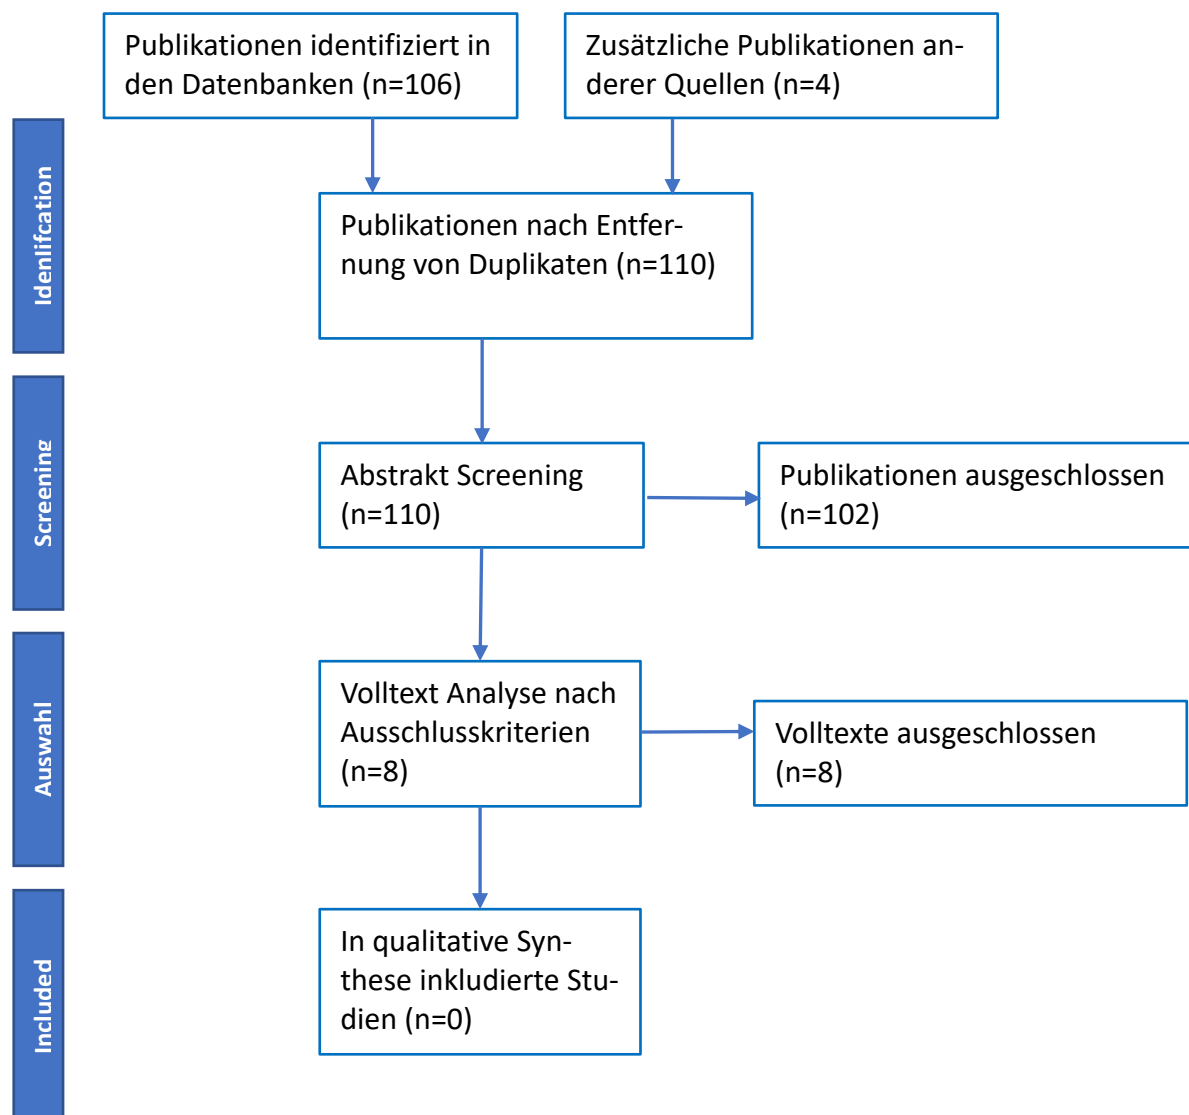 Publikationen identifiziert in
den Datenbanken (n=106)
Zusätzliche Publikationen an-
derer Quellen (n=4)
Idenlifcation
Publikationen nach Entfer-
nung von Duplikaten (n=110)
Screening
Abstrakt Screening
(n=110)
Publikationen ausgeschlossen
(n=102)
Auswahl
Volltext Analyse nach
Ausschlusskriterien
(n=8)
Volltexte ausgeschlossen
(n=8)
Included
In qualitative Syn-
these inkludierte Stu-
dien (n=0)